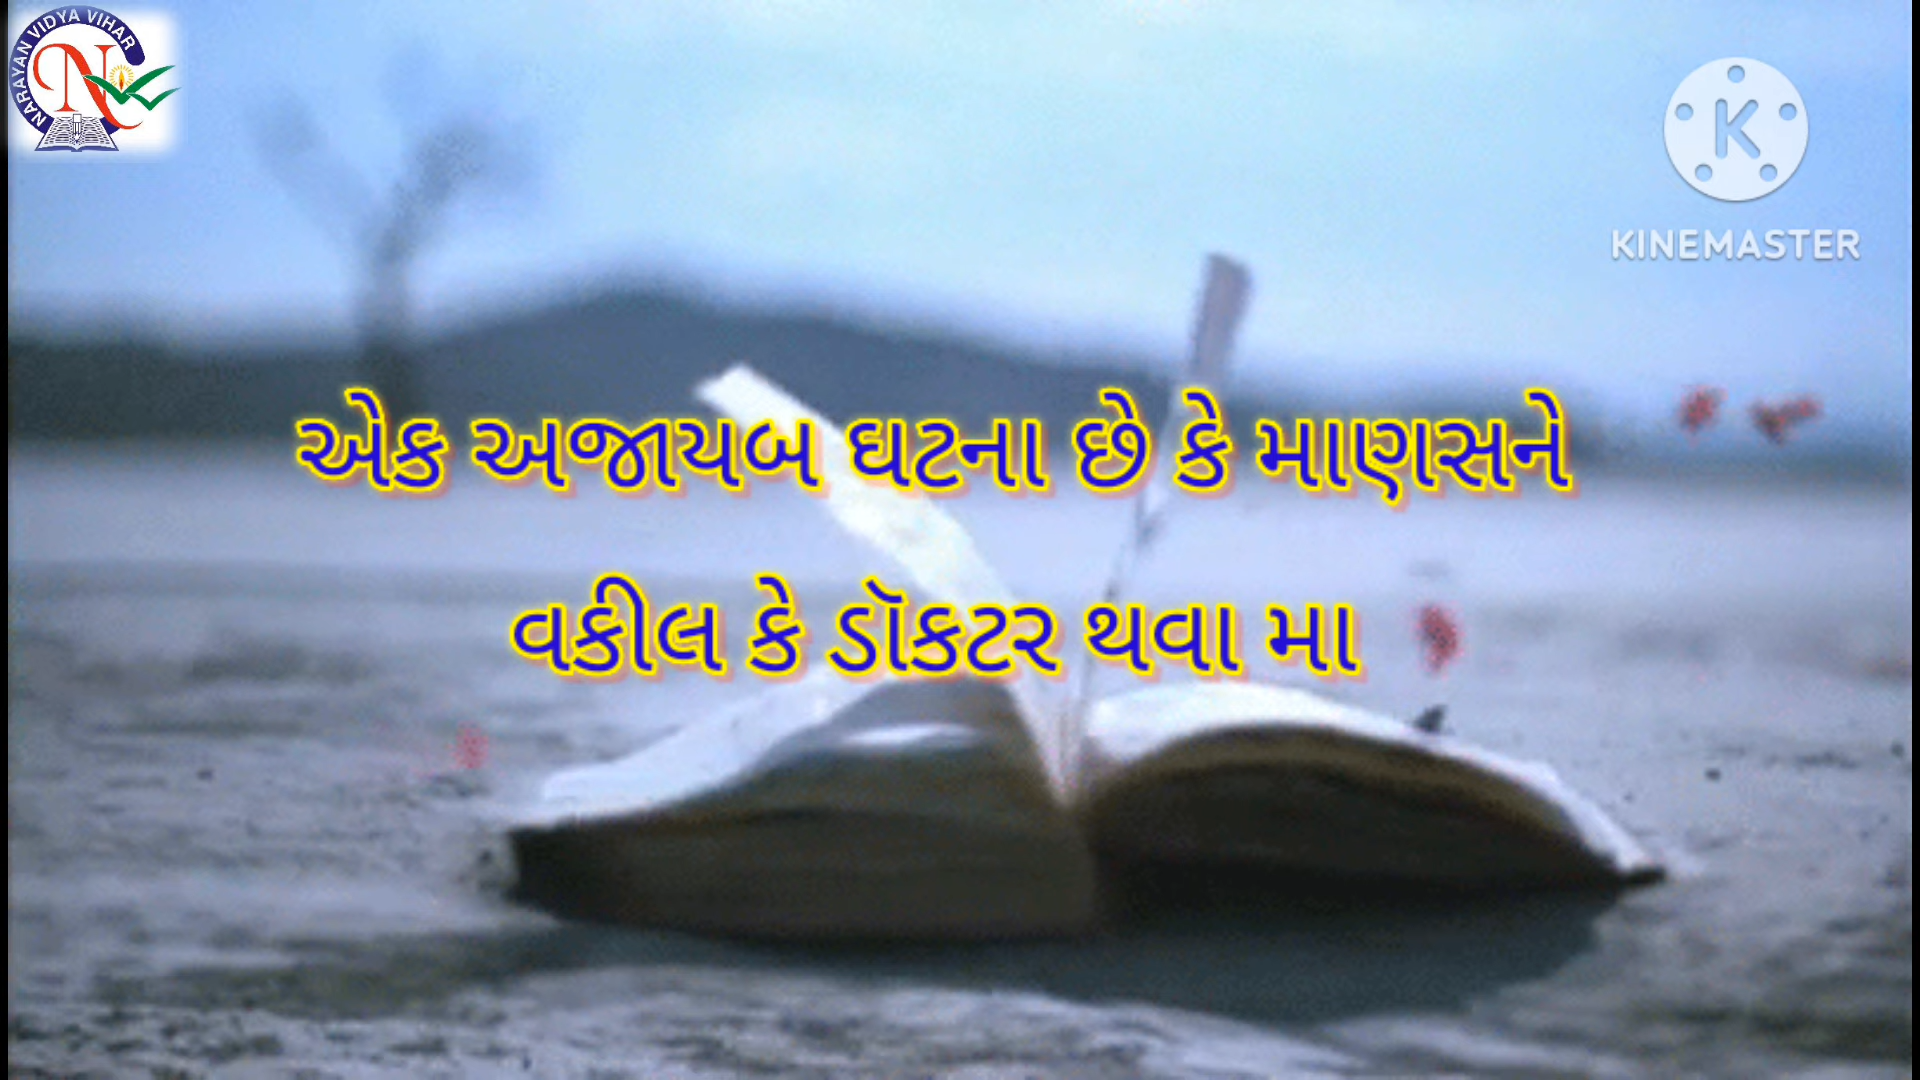 NARAYAN VIDYA VIHAR
K
KINEMASTER
એક અજાયબ ઘટના છે કે માણસને
વકીલ કે ડૉકટર થવા મા